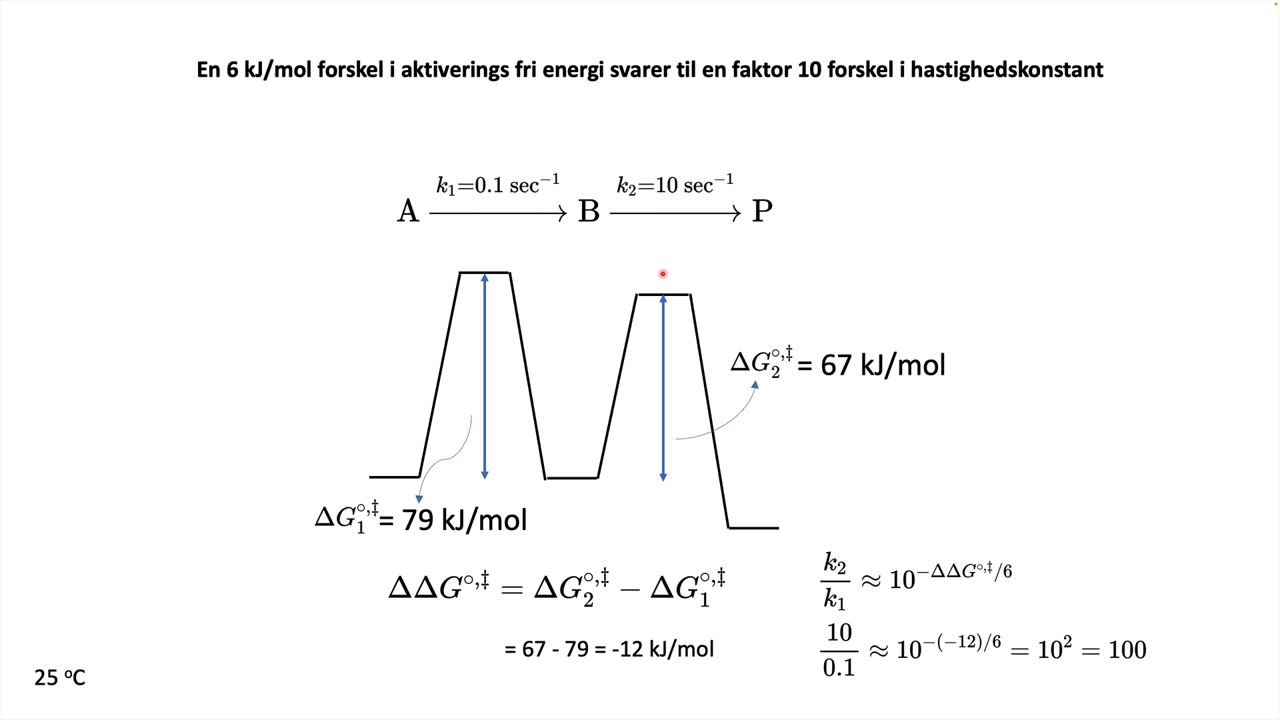 En 6 kJ/mol forskel i aktiverings fri energi svarer til en faktor 10 forskel i hastighedskonstant
k₁=0.1 sec⁻¹ k₂=10 sec⁻¹
A ⟶ B ⟶ P
ΔG₂°,‡ = 67 kJ/mol
ΔG₁°,‡ = 79 kJ/mol
ΔΔG°,‡ = ΔG₂°,‡ − ΔG₁°,‡
= 67 - 79 = -12 kJ/mol
k₂/k₁ ≈ 10^(−ΔΔG°,‡/6)
10/0.1 ≈ 10^(−(−12)/6) = 10² = 100
25 °C